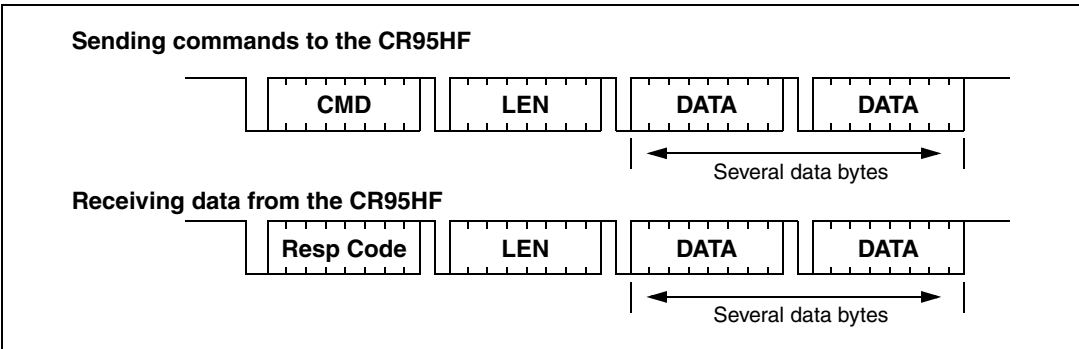 Sending commands to the CR95HF
CMD LEN DATA DATA
Several data bytes
Receiving data from the CR95HF
Resp Code LEN DATA DATA
Several data bytes